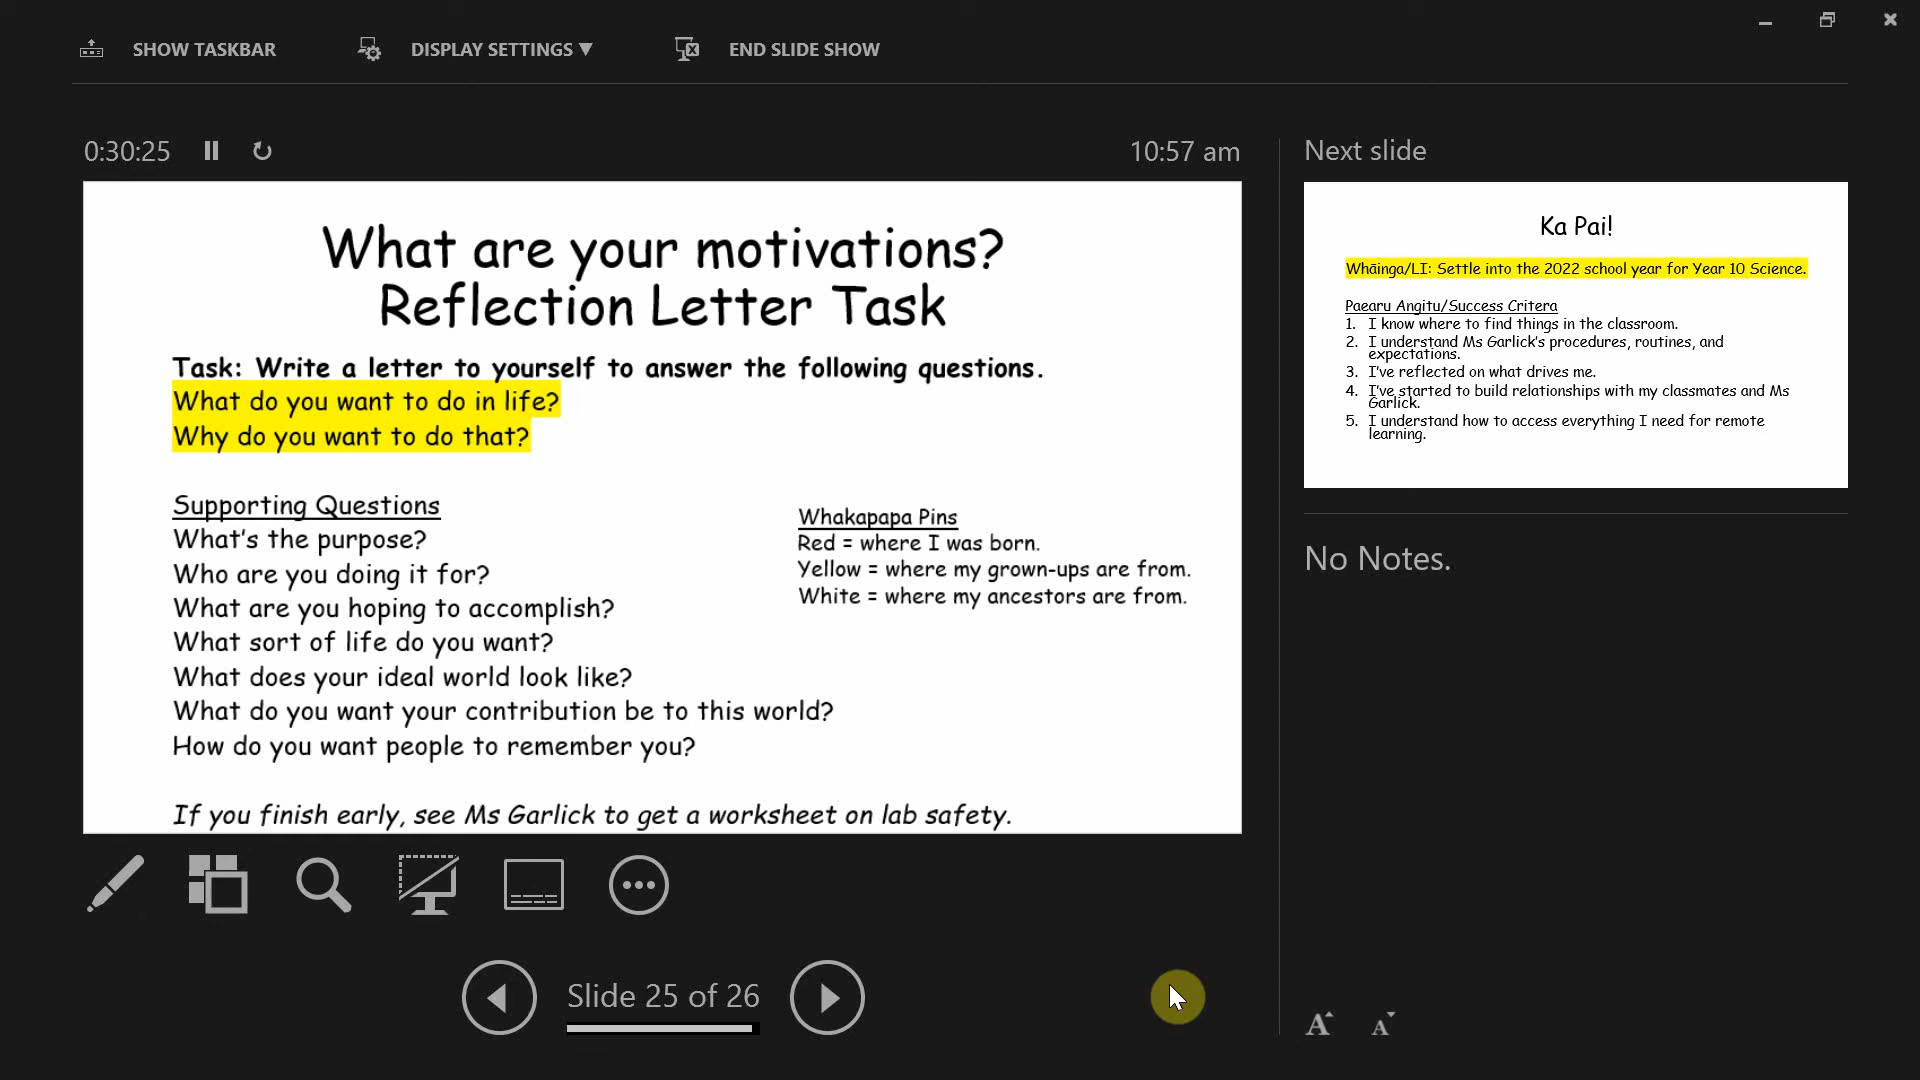 SHOW TASKBAR
DISPLAY SETTINGS ▼
END SLIDE SHOW
0:30:25
10:57 am
What are your motivations?
Reflection Letter Task
Task: Write a letter to yourself to answer the following questions.
What do you want to do in life?
Why do you want to do that?
Supporting Questions
What's the purpose?
Who are you doing it for?
What are you hoping to accomplish?
What sort of life do you want?
What does your ideal world look like?
What do you want your contribution be to this world?
How do you want people to remember you?
Whakapapa Pins
Red = where I was born.
Yellow = where my grown-ups are from.
White = where my ancestors are from.
If you finish early, see Ms Garlick to get a worksheet on lab safety.
Slide 25 of 26
Next slide
Ka Pai!
Whāinga/LI: Settle into the 2022 school year for Year 10 Science.
Paearu Angitu/Success Critera
1. I know where to find things in the classroom.
2. I understand Ms Garlick's procedures, routines, and
expectations.
3. I've reflected on what drives me.
4. I've started to build relationships with my classmates and Ms
Garlick.
5. I understand how to access everything I need for remote
learning.
No Notes.
A A